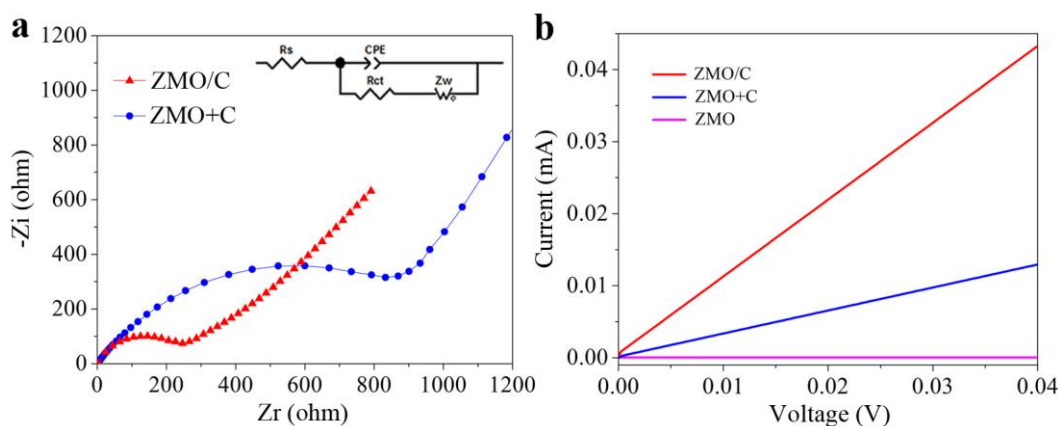 a
1200
1000
800
600
400
200
0
-Zi (ohm)
ZMO/C
ZMO+C
Rs
CPE
Rct
Zw
0 200 400 600 800 1000 1200
Zr (ohm)
b
0.04
0.03
0.02
0.01
0.00
Current (mA)
ZMO/C
ZMO+C
ZMO
0.00 0.01 0.02 0.03 0.04
Voltage (V)